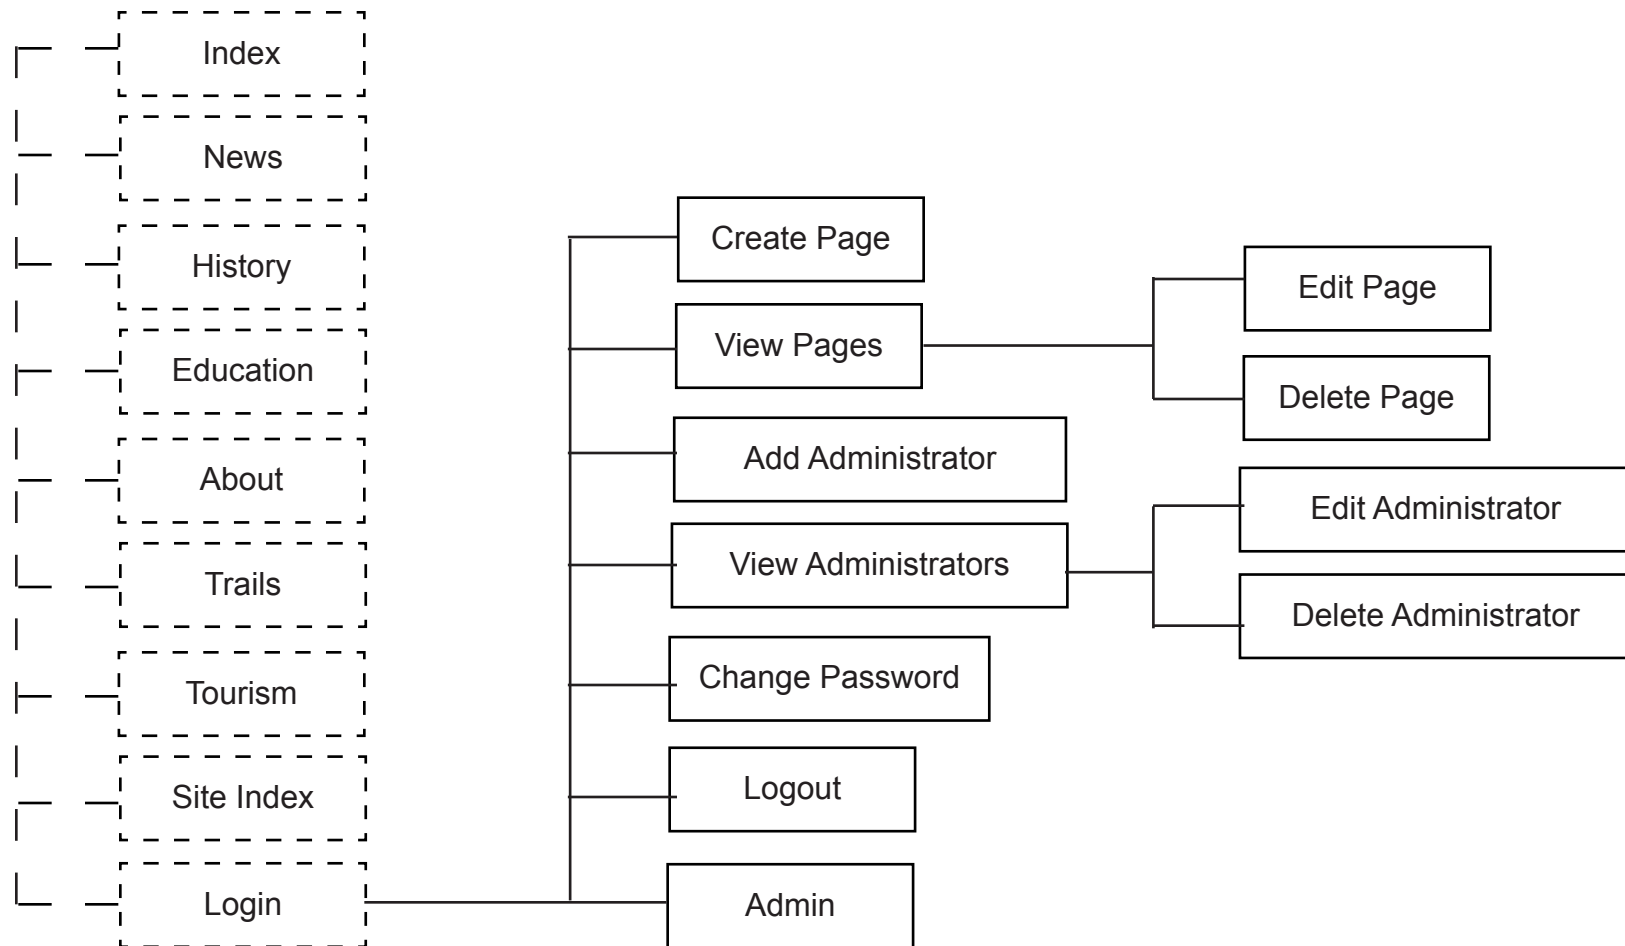 Index
News
History
Education
About
Trails
Tourism
Site Index
Login
Create Page
View Pages
Add Administrator
View Administrators
Change Password
Logout
Admin
Edit Page
Delete Page
Edit Administrator
Delete Administrator